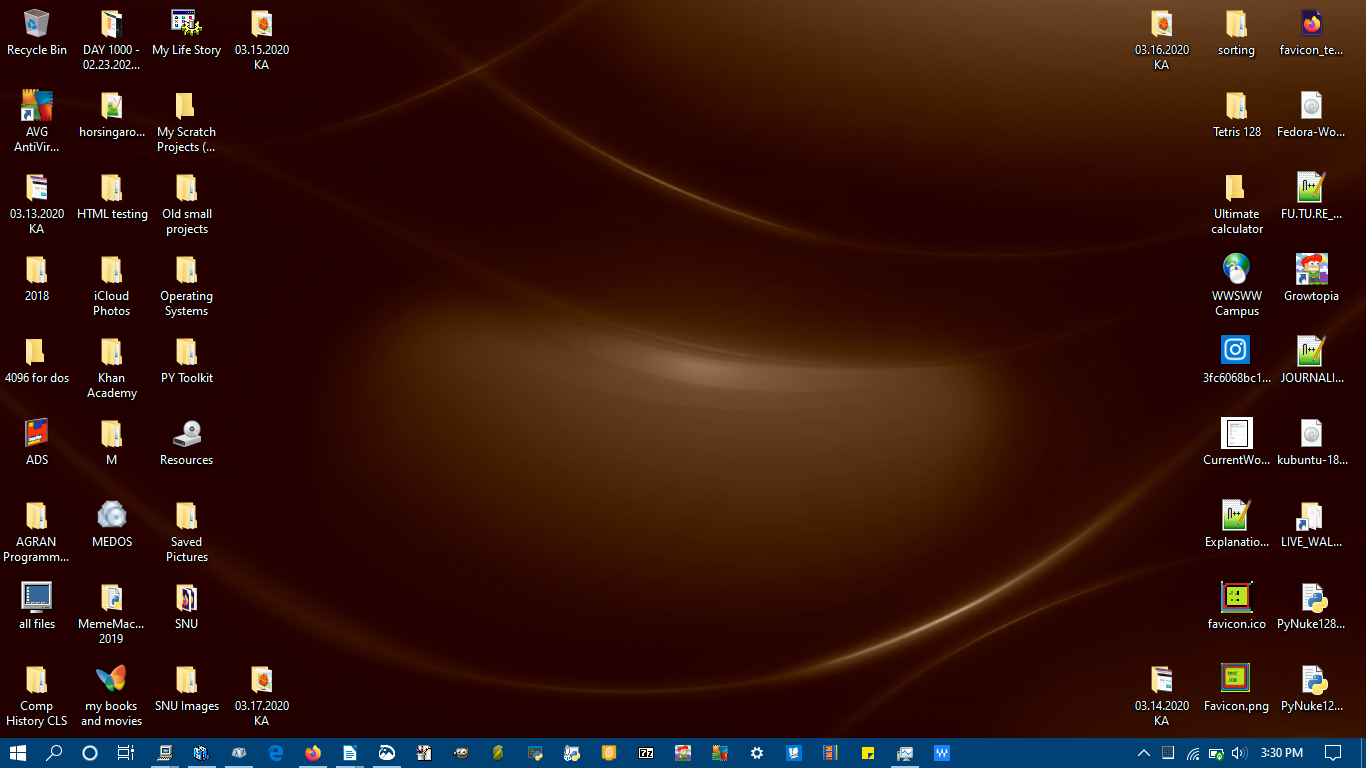 Recycle Bin
DAY 1000 -
02.23.202...
My Life Story
03.15.2020
KA
03.16.2020
KA
sorting
favicon_te...
AVG
AntiVir...
horsingaro...
My Scratch
Projects (...
Tetris 128
Fedora-Wo...
03.13.2020
KA
HTML testing
Old small
projects
Ultimate
calculator
FU.TU.RE_...
2018
iCloud
Photos
Operating
Systems
WWSWW
Campus
Growtopia
4096 for dos
Khan
Academy
PY Toolkit
3fc6068bc1...
JOURNALI...
ADS
M
Resources
CurrentWo...
kubuntu-18...
AGRAN
Programm...
MEDOS
Saved
Pictures
Explanatio...
LIVE_WAL...
all files
MemeMac...
2019
SNU
favicon.ico
PyNuke128...
Comp
History CLS
my books
and movies
SNU Images
03.17.2020
KA
03.14.2020
KA
Favicon.png
PyNuke12...
3:30 PM